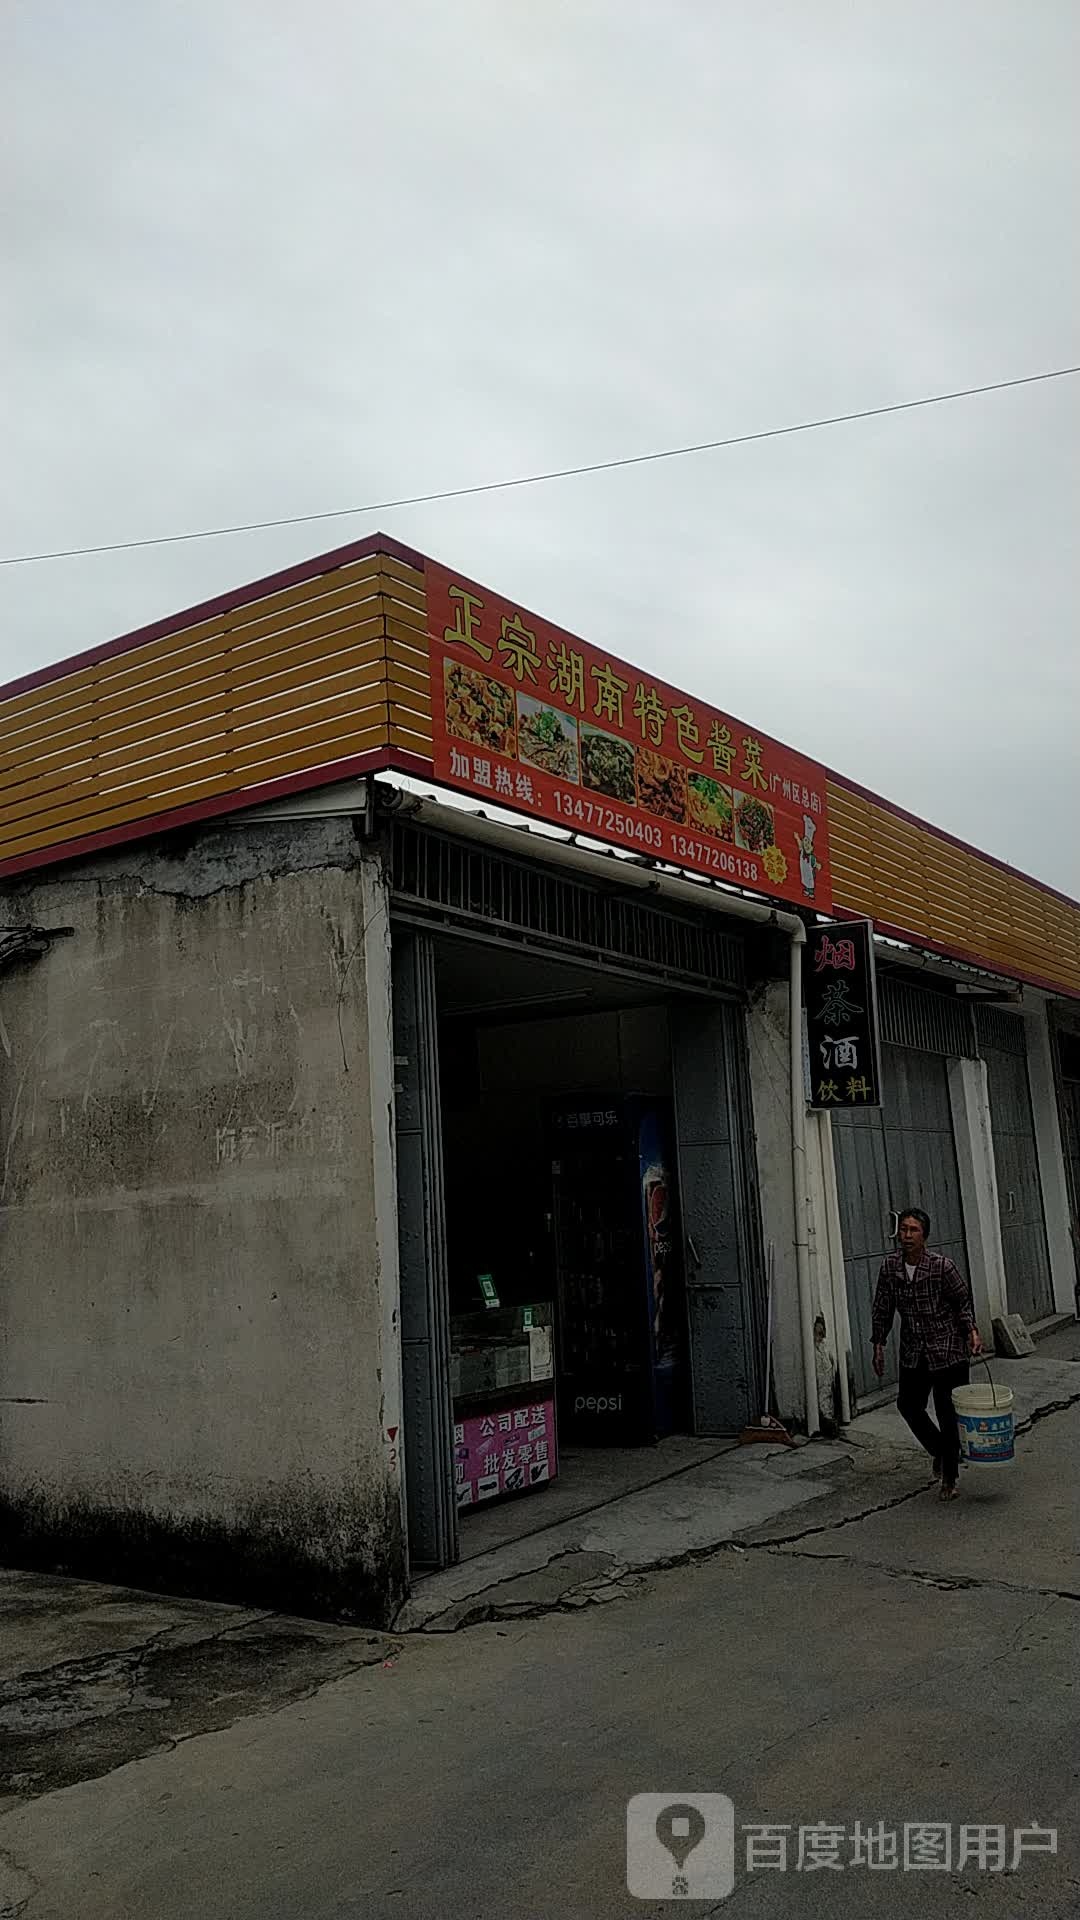 正宗湖南特色酱菜(广州区总店)
加盟热线：13477250403 13477206138
烟
茶
酒
饮料
百事可乐
pepsi
pepsi
公司配送
批发零售
百度地图用户